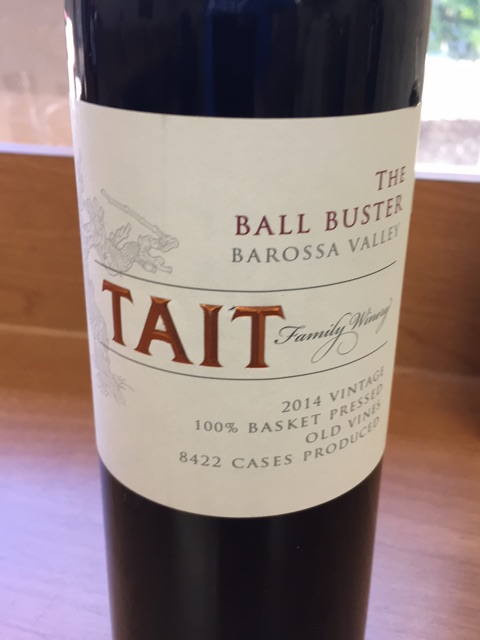 THE
BALL BUSTER
BAROSSA VALLEY
TAIT Family Winery
2014 VINTAGE
100% BASKET PRESSED
OLD VINES
8422 CASES PRODUCED